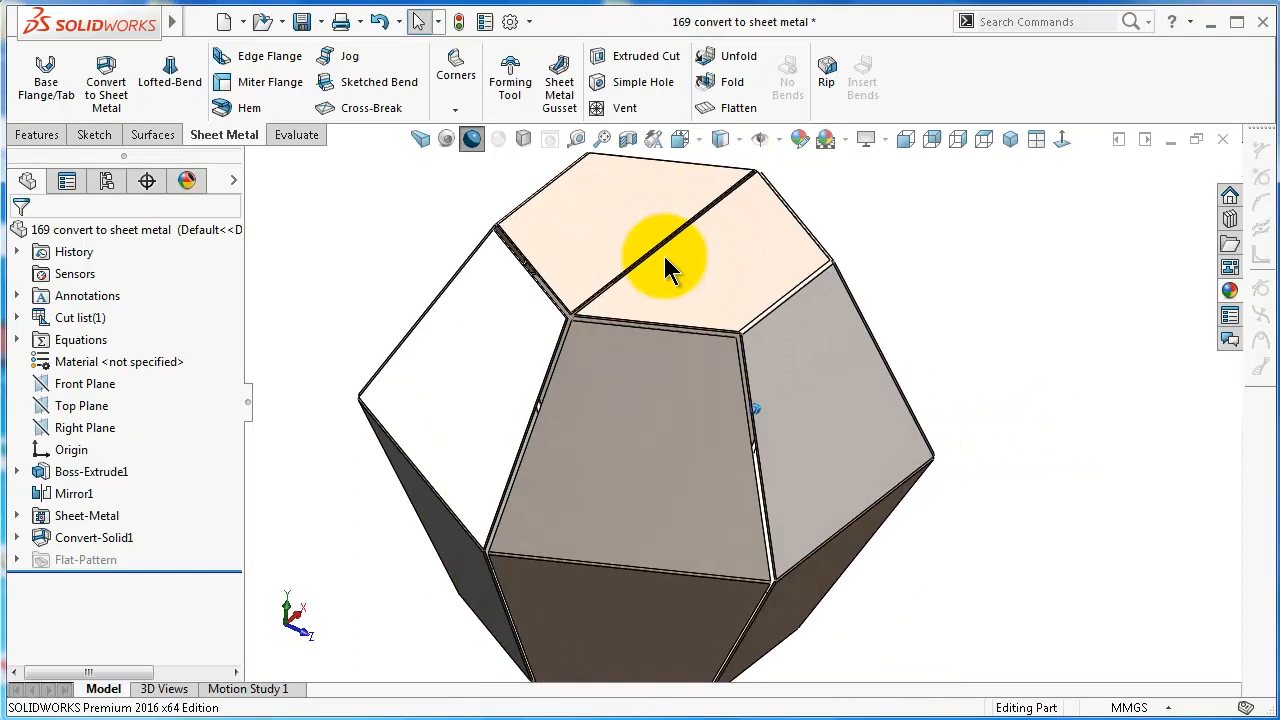 SOLIDWORKS
169 convert to sheet metal *
Search Commands
?
Base Flange/Tab
Convert to Sheet Metal
Lofted-Bend
Edge Flange
Miter Flange
Hem
Jog
Sketched Bend
Cross-Break
Corners
Forming Tool
Sheet Metal Gusset
Extruded Cut
Simple Hole
Vent
Unfold
Fold
Flatten
No Bends
Rip
Insert Bends
Features
Sketch
Surfaces
Sheet Metal
Evaluate
169 convert to sheet metal (Default<<D
History
Sensors
Annotations
Cut list(1)
Equations
Material <not specified>
Front Plane
Top Plane
Right Plane
Origin
Boss-Extrude1
Mirror1
Sheet-Metal
Convert-Solid1
Flat-Pattern
Y
X
Z
Model
3D Views
Motion Study 1
SOLIDWORKS Premium 2016 x64 Edition
Editing Part
MMGS